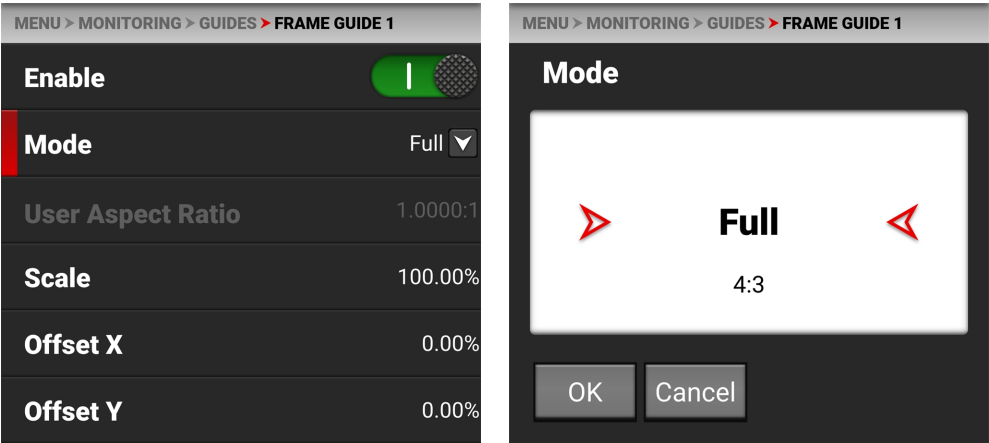 MENU > MONITORING > GUIDES > FRAME GUIDE 1
Enable
Mode Full
User Aspect Ratio 1.0000:1
Scale 100.00%
Offset X 0.00%
Offset Y 0.00%
MENU > MONITORING > GUIDES > FRAME GUIDE 1
Mode
Full
4:3
OK Cancel